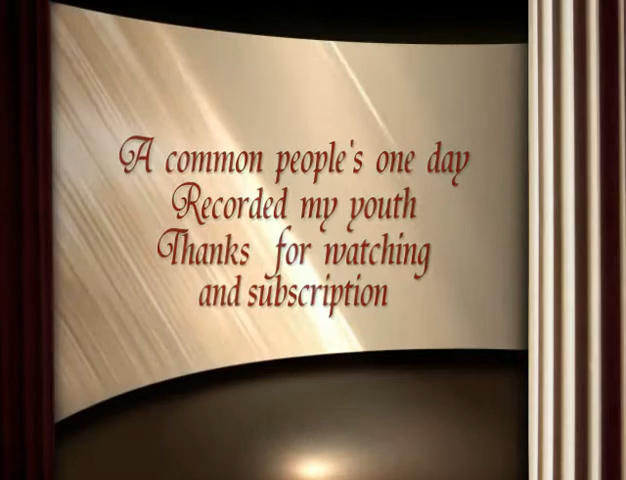 A common people's one day
Recorded my youth
Thanks for watching
and subscription